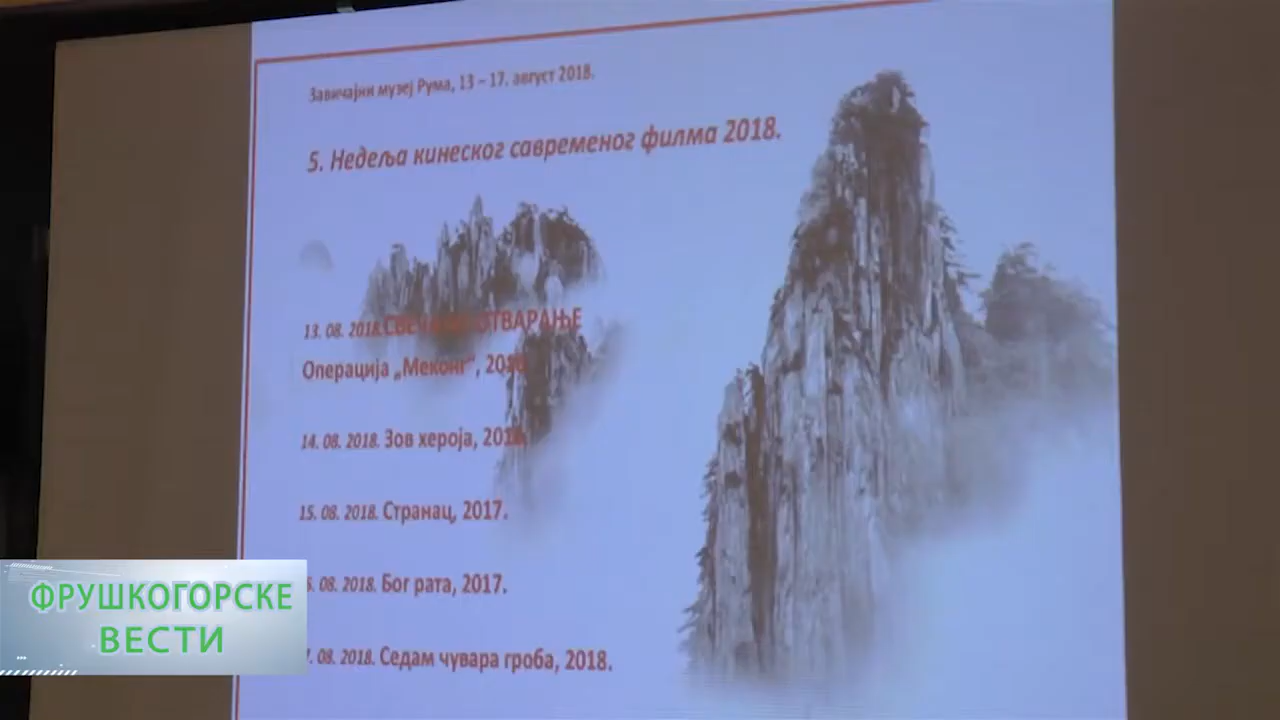 Завичајни музеј Рума, 13 – 17. август 2018.
5. Недеља кинеског савременог филма 2018.
13. 08. 2018. ОТВАРАЊЕ
Операција „Меконг“,
14. 08. 2018. Зов хероја,
15. 08. 2018. Странац, 2017.
08. 2018. Бог рата, 2017.
08. 2018. Седам чувара гроба, 2018.
ФРУШКОГОРСКЕ
ВЕСТИ